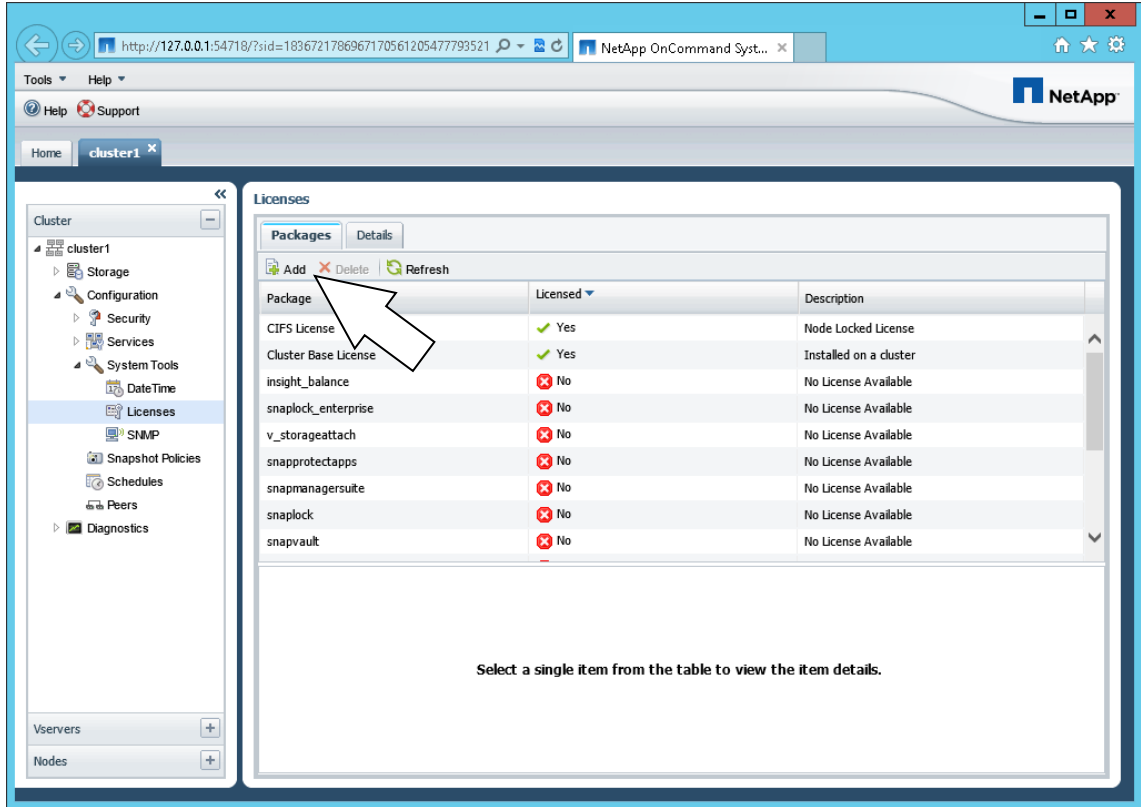 http://127.0.0.1:54718/?sid=1836721786967170561205477793521
NetApp OnCommand Syst...
Tools Help
Help Support
NetApp
Home cluster1
Licenses
Cluster
cluster1
Storage
Configuration
Security
Services
System Tools
DateTime
Licenses
SNMP
Snapshot Policies
Schedules
Peers
Diagnostics
Vservers
Nodes
Packages Details
Add Delete Refresh
Package Licensed Description
CIFS License Yes Node Locked License
Cluster Base License Yes Installed on a cluster
insight_balance No No License Available
snaplock_enterprise No No License Available
v_storageattach No No License Available
snapprotectapps No No License Available
snapmanagersuite No No License Available
snaplock No No License Available
snapvault No No License Available
Select a single item from the table to view the item details.